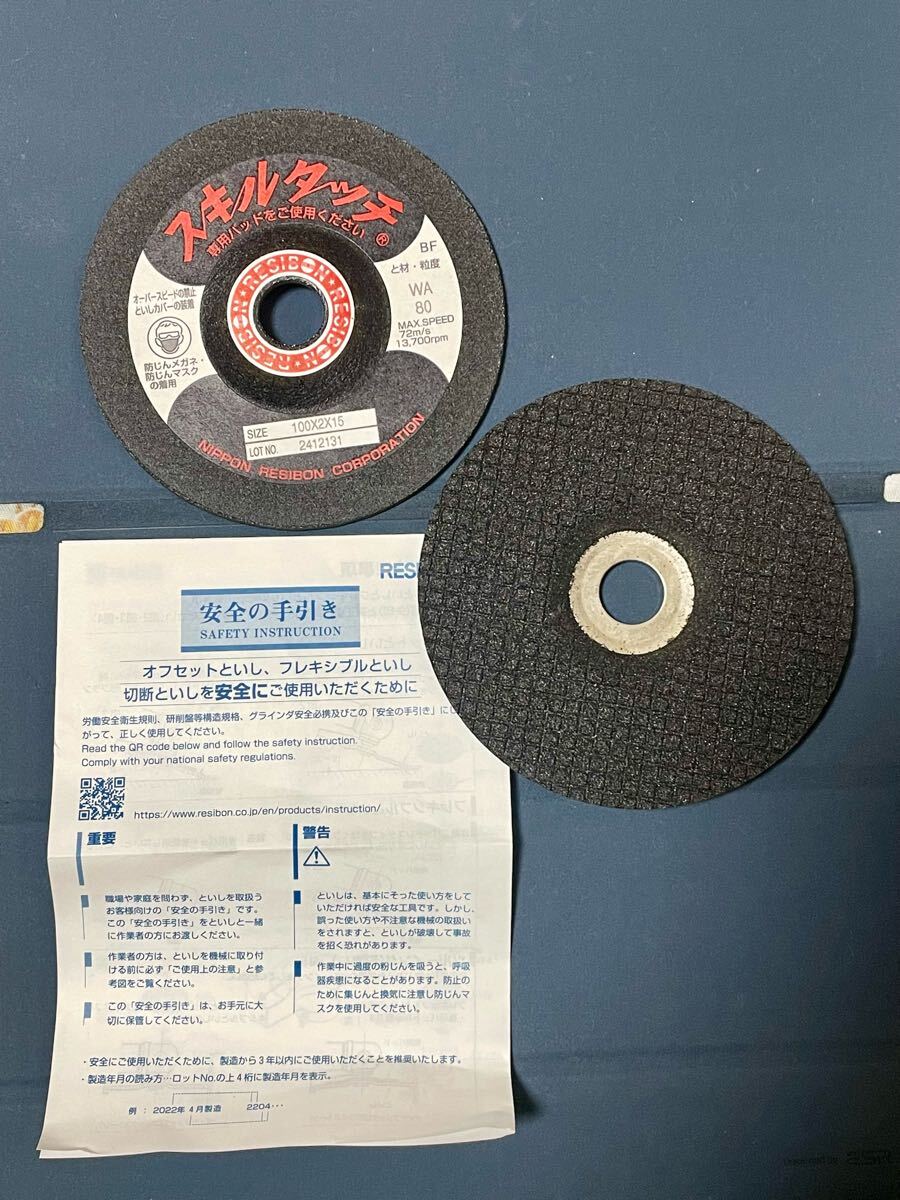 スキルタッチ®
専用パッドをご使用ください
RESIBON★RESIBON★RESIBON★
BF
と材・粒度
WA
80
MAX.SPEED
72m/s
13,700rpm
オーバースピードの禁止
といしカバーの装着
防じんメガネ・
防じんマスク
の着用
SIZE 100X2X15
LOT NO. 2412131
NIPPON RESIBON CORPORATION
RESI
安全の手引き
SAFETY INSTRUCTION
オフセットといし、フレキシブルといし
切断といしを安全にご使用いただくために
労働安全衛生規則、研削盤等構造規格、グラインダ安全必携及びこの「安全の手引き」にし
がって、正しく使用してください。
Read the QR code below and follow the safety instruction.
Comply with your national safety regulations.
https://www.resibon.co.jp/en/products/instruction/
重要
職場や家庭を問わず、といしを取扱う
お客様向けの「安全の手引き」です。
この「安全の手引き」をといしと一緒
に作業者の方にお渡しください。
作業者の方は、といしを機械に取り付
ける前に必ず「ご使用上の注意」と参
考図をご覧ください。
この「安全の手引き」は、お手元に大
切に保管してください。
警告
といしは、基本にそった使い方をして
いただければ安全な工具です。しかし、
誤った使い方や不注意な機械の取扱い
をされますと、といしが破壊して事故
を招く恐れがあります。
作業中に過度の粉じんを吸うと、呼吸
器疾患になることがあります。防止の
ために集じんと換気に注意し防じんマ
スクを使用してください。
・安全にご使用いただくために、製造から3年以内にご使用いただくことを推奨いたします。
・製造年月の読み方…ロットNo.の上4桁に製造年月を表示。
例：2022年4月製造 2204…